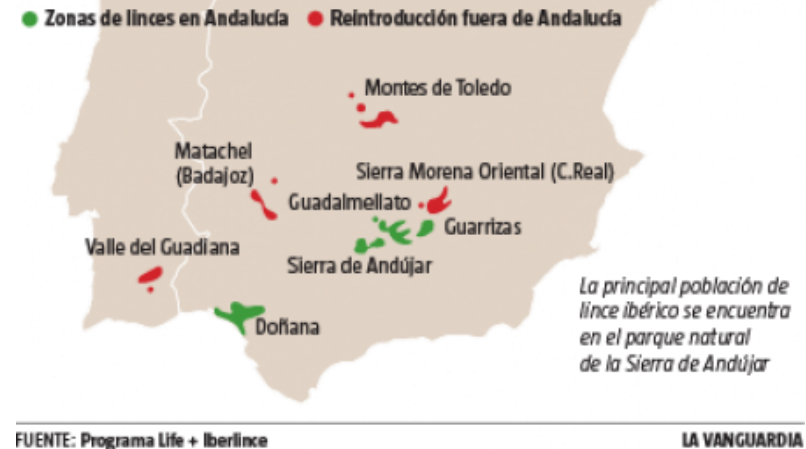 Zonas de linces en Andalucía Reintroducción fuera de Andalucía
Montes de Toledo
Matachel
(Badajoz)
Sierra Morena Oriental (C.Real)
Guadalmellato
Guarrizas
Valle del Guadiana
Sierra de Andújar
Doñana
La principal población de
lince ibérico se encuentra
en el parque natural
de la Sierra de Andújar
FUENTE: Programa Life + Iberlince
LA VANGUARDIA